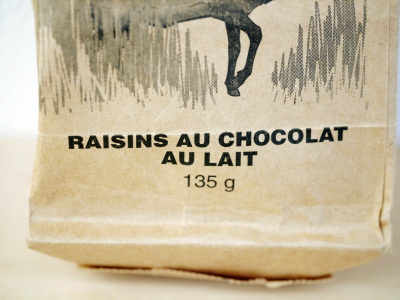 RAISINS AU CHOCOLAT
AU LAIT
135 g